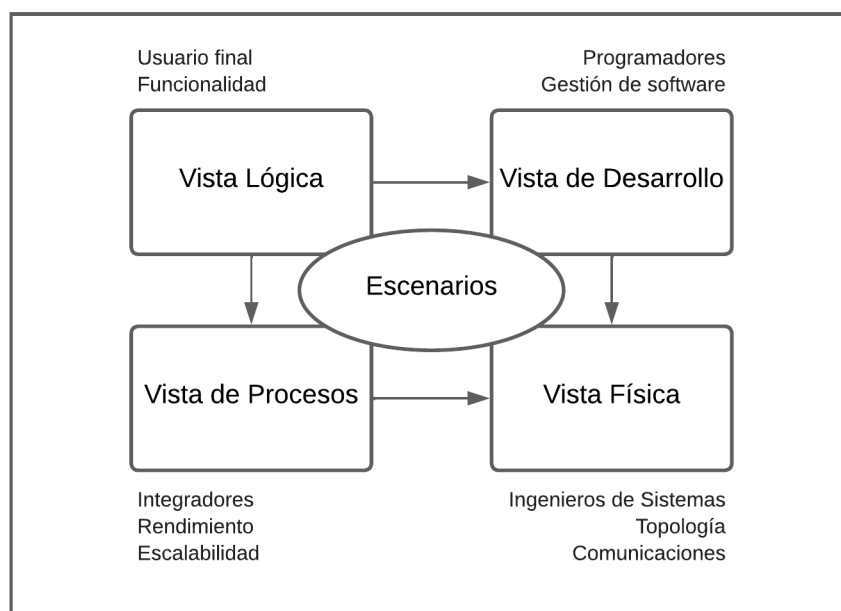 Usuario final
Funcionalidad
Programadores
Gestión de software
Vista Lógica
Vista de Desarrollo
Escenarios
Vista de Procesos
Vista Física
Integradores
Rendimiento
Escalabilidad
Ingenieros de Sistemas
Topología
Comunicaciones